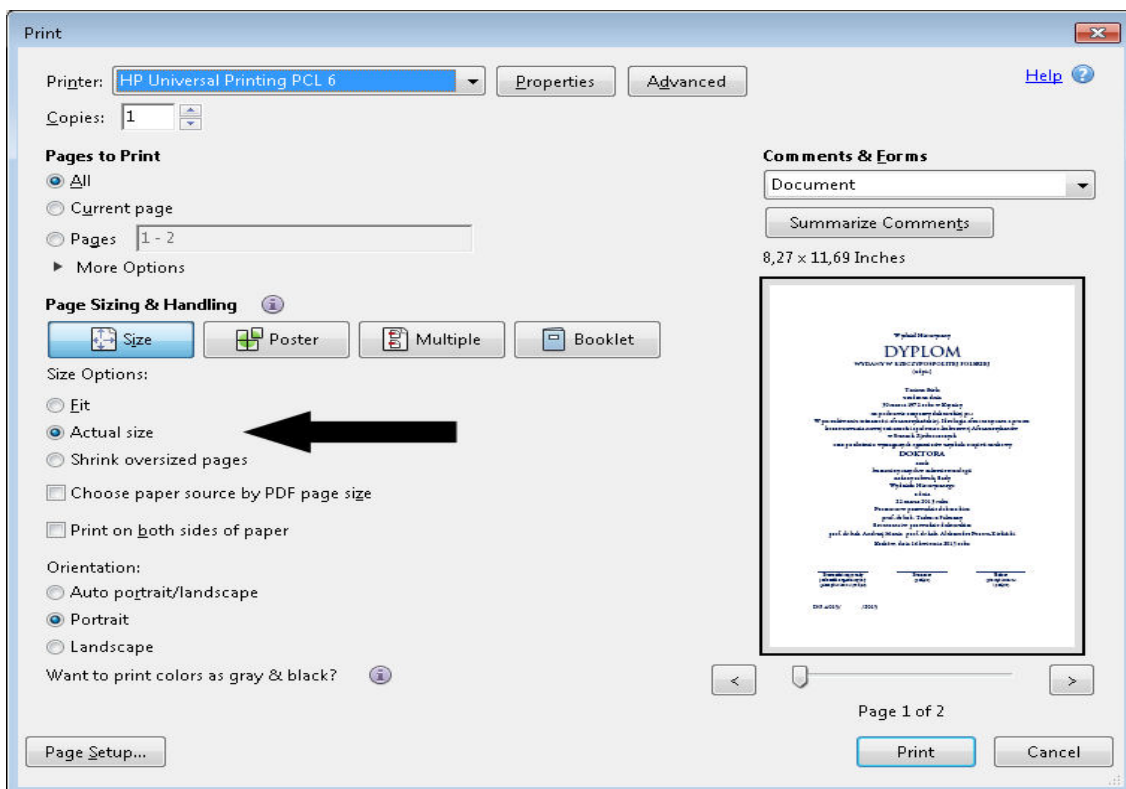 Print
Printer: HP Universal Printing PCL 6 Properties Advanced Help
Copies: 1
Pages to Print
All
Current page
Pages 1 - 2
More Options
Page Sizing & Handling
Size Poster Multiple Booklet
Size Options:
Fit
Actual size
Shrink oversized pages
Choose paper source by PDF page size
Print on both sides of paper
Orientation:
Auto portrait/landscape
Portrait
Landscape
Want to print colors as gray & black?
Comments & Forms
Document
Summarize Comments
8,27 x 11,69 Inches
DYPLOM
WYDANY W RZECZYPOSPOLITEJ POLSKIEJ
DOKTORA
< >
Page 1 of 2
Page Setup... Print Cancel